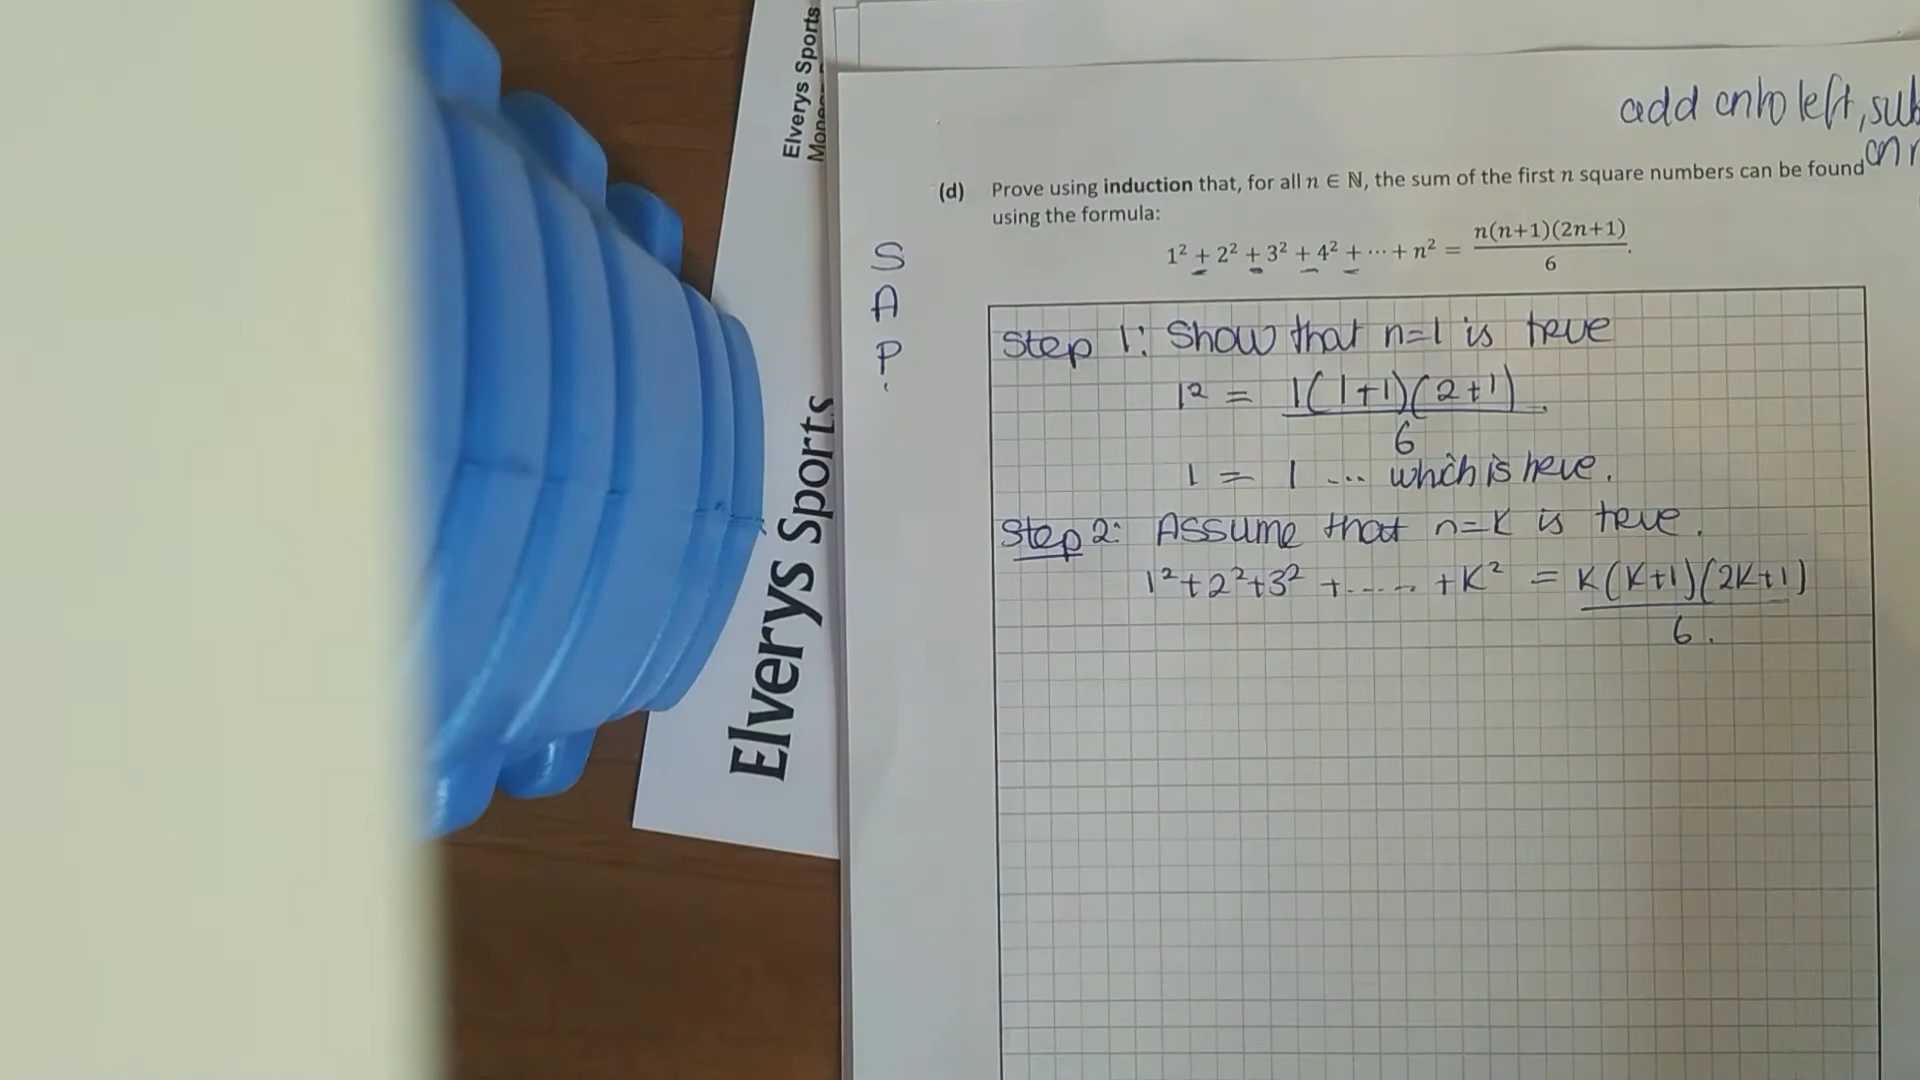 Elverys Sports
Elverys Sports
add onto left, sub
on r
(d) Prove using induction that, for all n ∈ ℕ, the sum of the first n square numbers can be found
using the formula:
1² + 2² + 3² + 4² + ⋯ + n² = n(n+1)(2n+1)/6.
S
A
P
Step 1: Show that n=1 is true
1² = 1(1+1)(2+1)/6
1 = 1 ... which is true.
Step 2: Assume that n=K is true.
1²+2²+3² +..... +K² = K(K+1)(2K+1)/6.